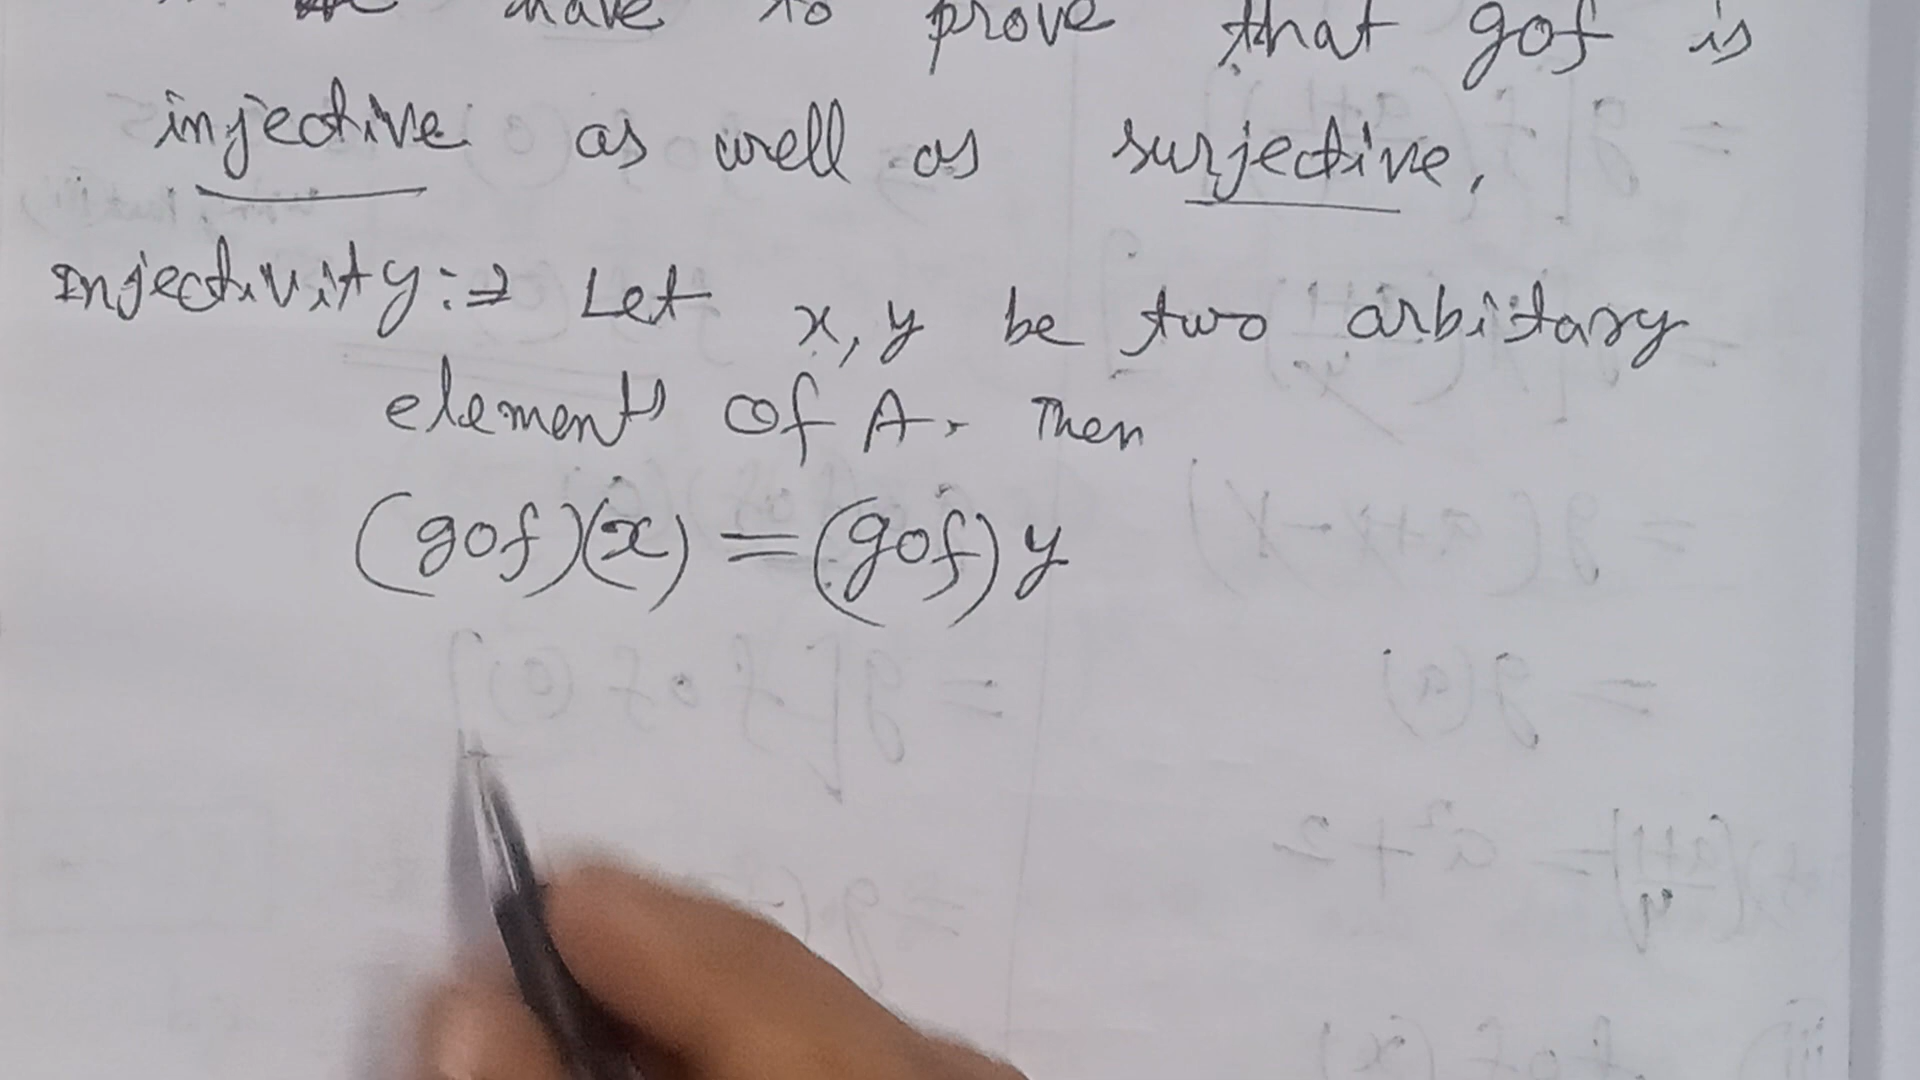 have to prove that gof is
injective as well as surjective,
Injectivity:⇒ Let x, y be two arbitary
elements of A. Then
(gof)(x) = (gof) y